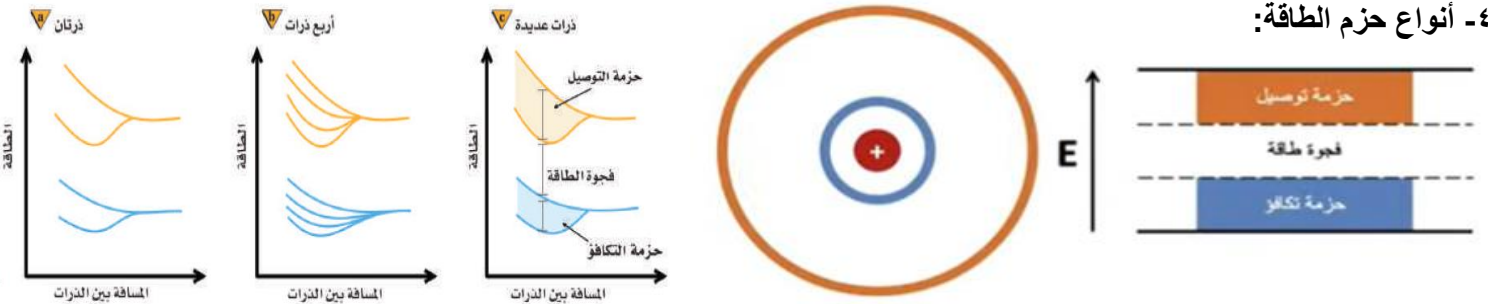 ٤- أنواع حزم الطاقة:
ذرتان
a
الطاقة
المسافة بين الذرات
أربع ذرات
b
الطاقة
المسافة بين الذرات
ذرات عديدة
c
حزمة التوصيل
فجوة الطاقة
حزمة التكافؤ
الطاقة
المسافة بين الذرات
+
E
حزمة توصيل
فجوة طاقة
حزمة تكافؤ